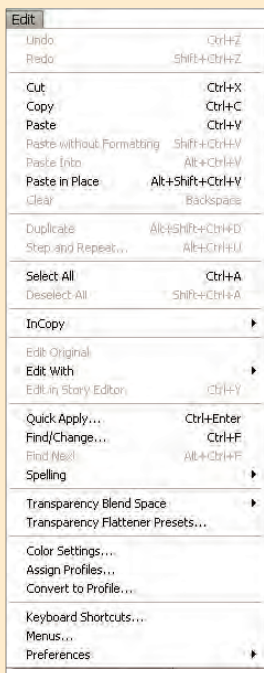 Edit
Undo Ctrl+Z
Redo Shift+Ctrl+Z
Cut Ctrl+X
Copy Ctrl+C
Paste Ctrl+V
Paste without Formatting Shift+Ctrl+V
Paste Into Alt+Ctrl+V
Paste in Place Alt+Shift+Ctrl+V
Clear Backspace
Duplicate Alt+Shift+Ctrl+D
Step and Repeat... Alt+Ctrl+U
Select All Ctrl+A
Deselect All Shift+Ctrl+A
InCopy
Edit Original
Edit With
Edit in Story Editor Ctrl+Y
Quick Apply... Ctrl+Enter
Find/Change... Ctrl+F
Find Next Alt+Ctrl+F
Spelling
Transparency Blend Space
Transparency Flattener Presets...
Color Settings...
Assign Profiles...
Convert to Profile...
Keyboard Shortcuts...
Menus...
Preferences